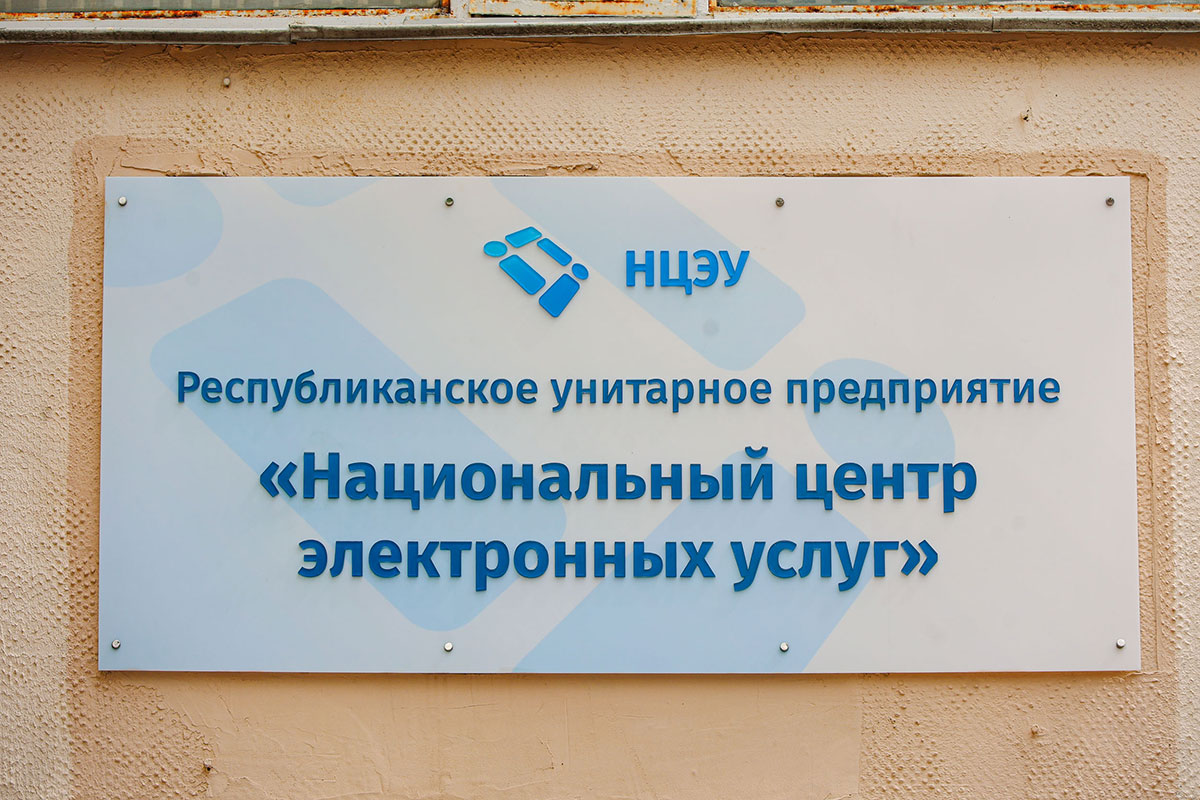 НЦЭУ
Республиканское унитарное предприятие
«Национальный центр
электронных услуг»